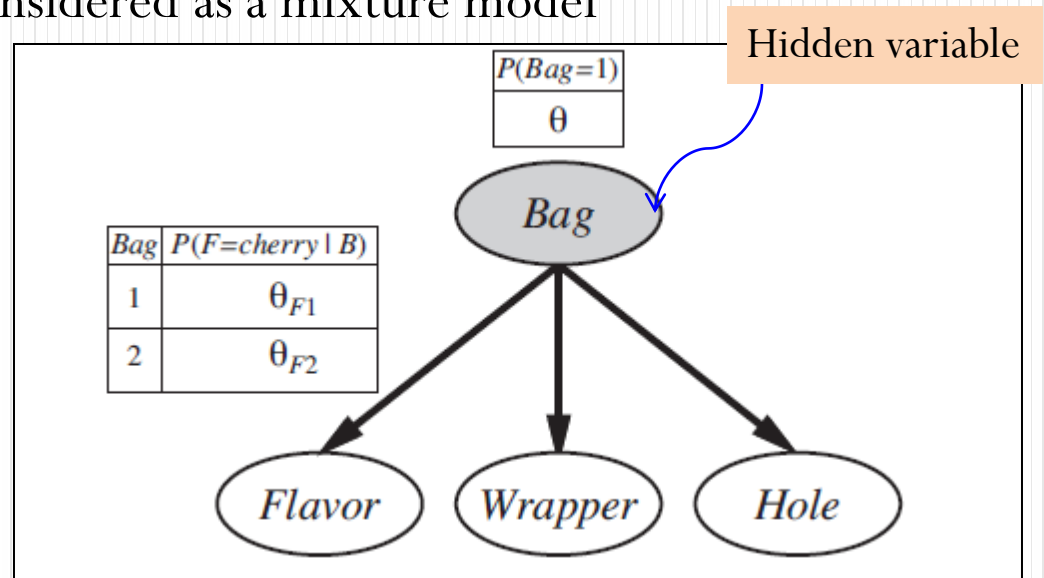 nsidered as a mixture model
Hidden variable
P(Bag=1)
θ
Bag
Bag P(F=cherry | B)
1 θF1
2 θF2
Flavor Wrapper Hole